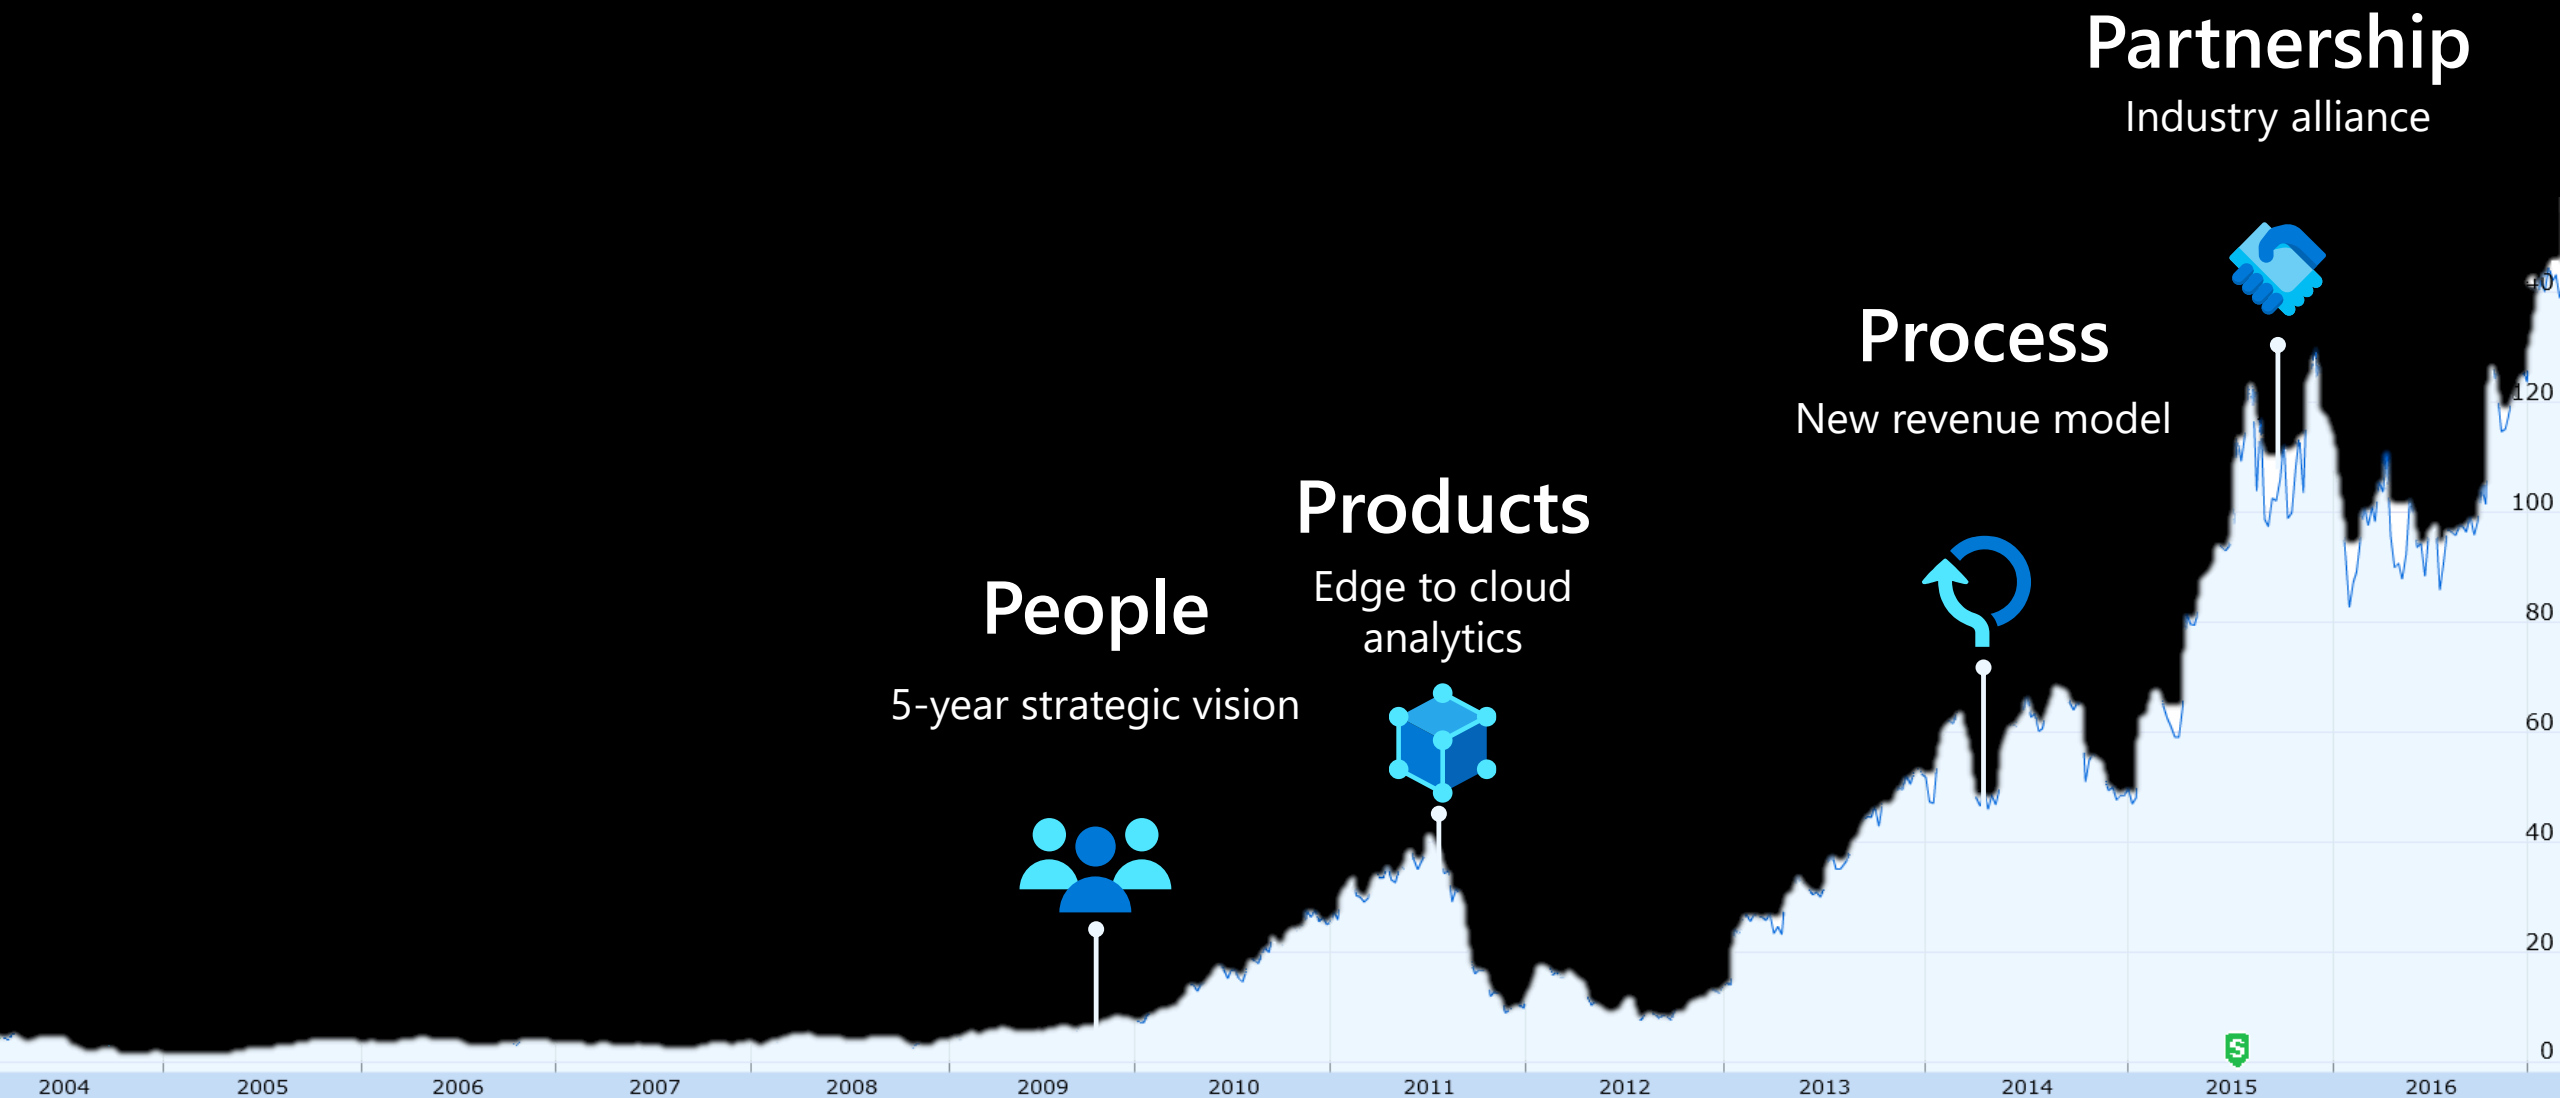 Partnership
Industry alliance
Process
New revenue model
Products
Edge to cloud
analytics
People
5-year strategic vision
120
100
80
60
40
20
0
S
2004 2005 2006 2007 2008 2009 2010 2011 2012 2013 2014 2015 2016